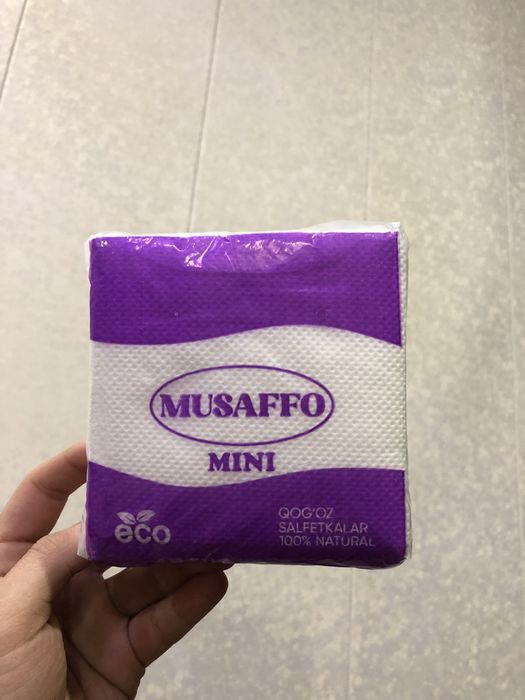 MUSAFFO
MINI
eco
QOG'OZ
SALFETKALAR
100% NATURAL